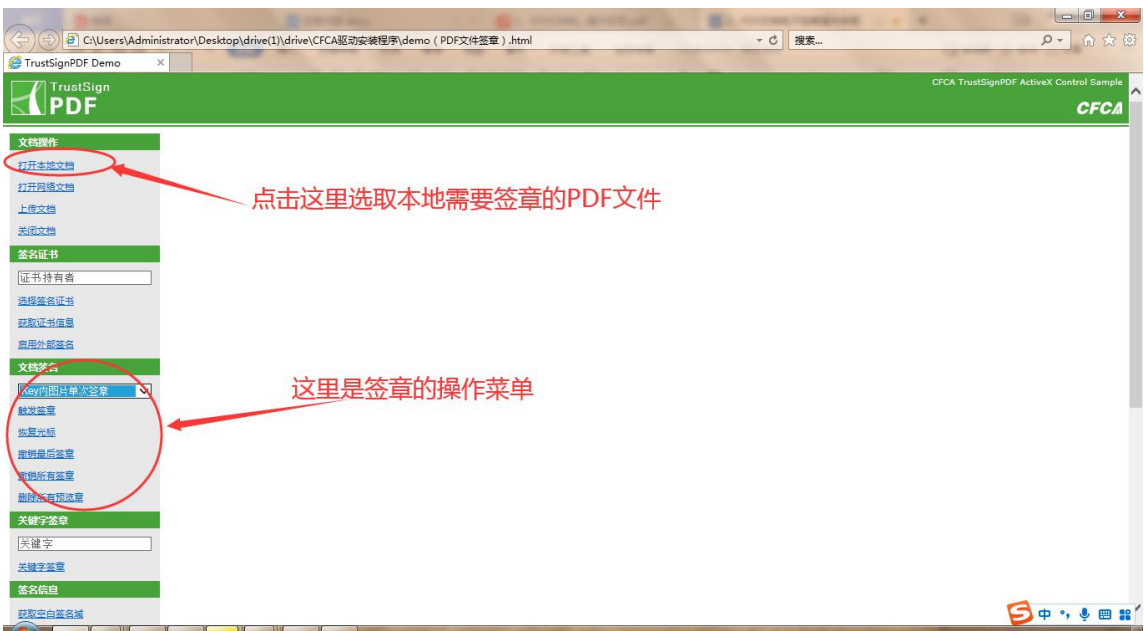 C:\Users\Administrator\Desktop\drive(1)\drive\CFCA驱动安装程序\demo（PDF文件签章）.html
搜索...
TrustSignPDF Demo
TrustSign
PDF
CFCA TrustSignPDF ActiveX Control Sample
CFCA
文档操作
打开本地文档
打开网络文档
上传文档
关闭文档
点击这里选取本地需要签章的PDF文件
签名证书
证书持有者
选择签名证书
获取证书信息
启用外部签名
文档签名
Key内图片单次签章
触发签章
恢复光标
撤销最后签章
撤销所有签章
删除所有预览章
这里是签章的操作菜单
关键字签章
关键字
关键字签章
签名信息
获取空白签名域
中